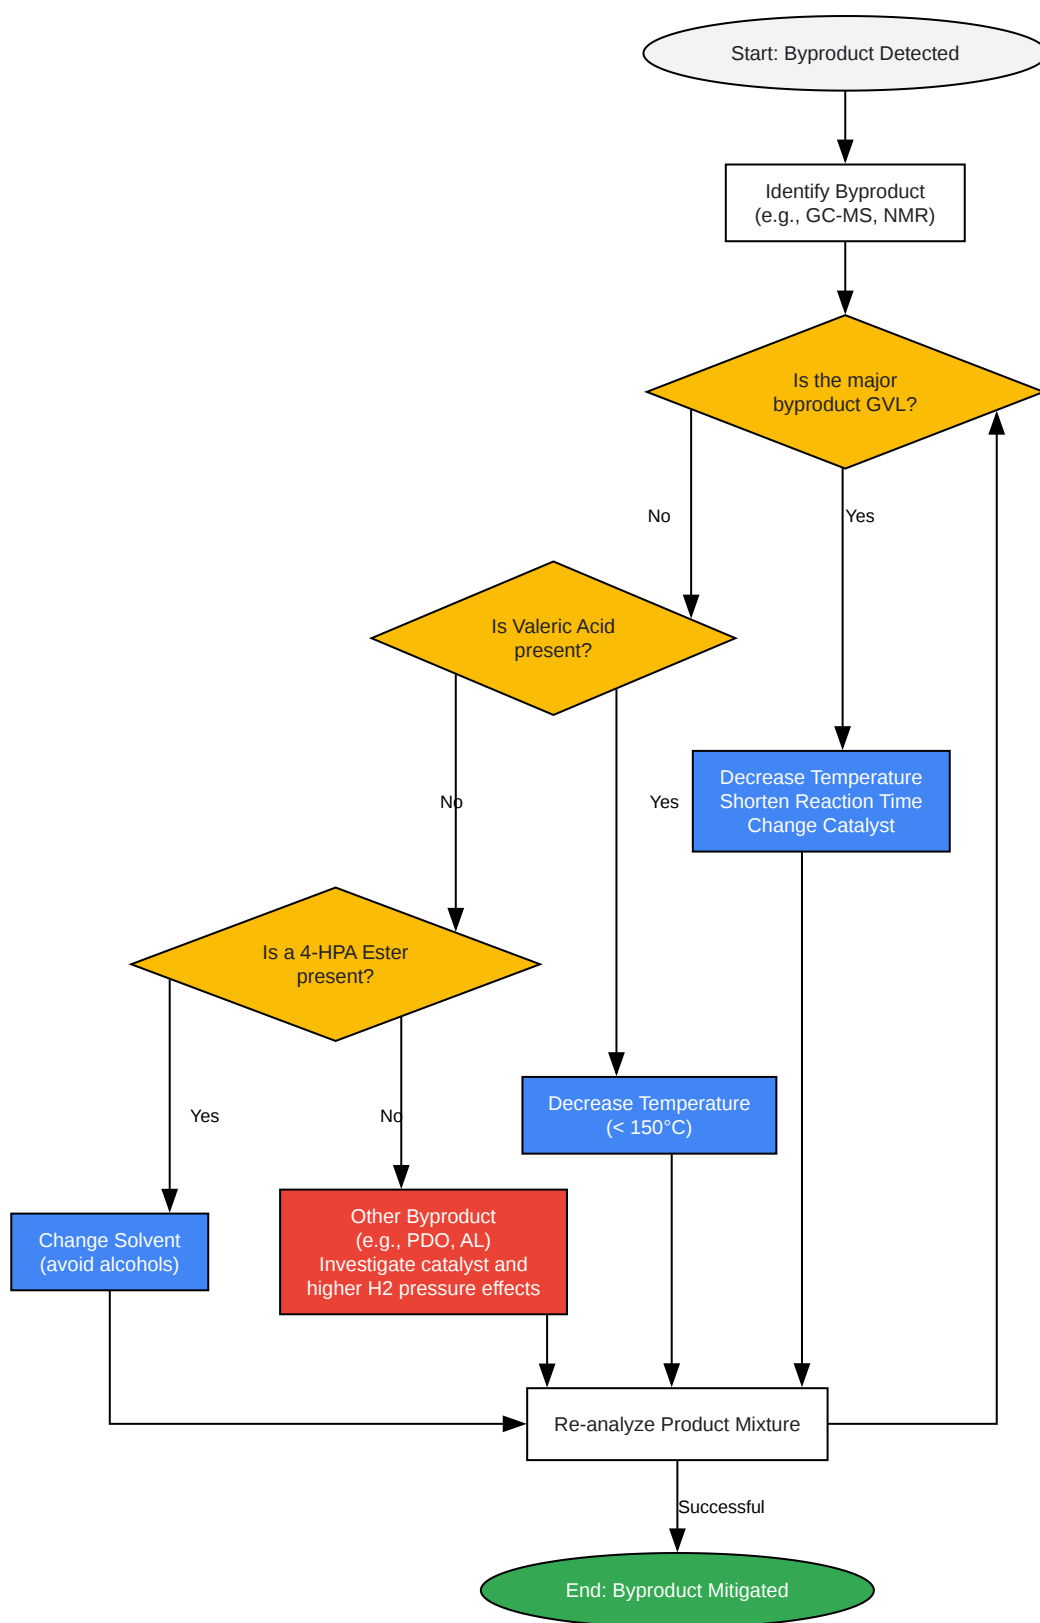 Start: Byproduct Detected
Identify Byproduct
(e.g., GC-MS, NMR)
Is the major
byproduct GVL?
No
Yes
Is Valeric Acid
present?
Decrease Temperature
Shorten Reaction Time
Change Catalyst
No
Yes
Is a 4-HPA Ester
present?
Decrease Temperature
(< 150°C)
Yes
No
Change Solvent
(avoid alcohols)
Other Byproduct
(e.g., PDO, AL)
Investigate catalyst and
higher H2 pressure effects
Re-analyze Product Mixture
Successful
End: Byproduct Mitigated